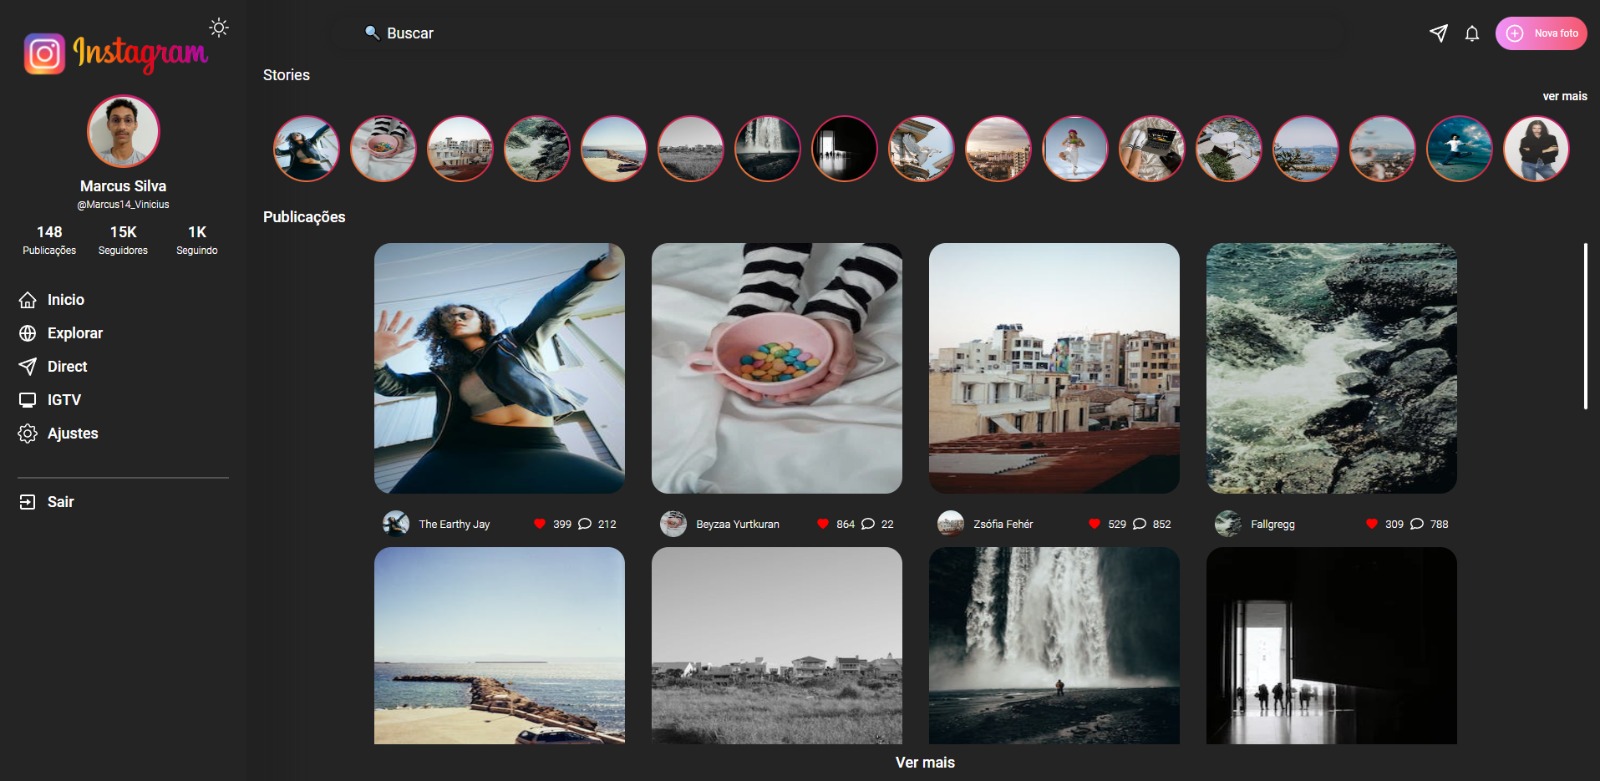 Instagram
Marcus Silva
@Marcus14_Vinicius
148 15K 1K
Publicações Seguidores Seguindo
Inicio
Explorar
Direct
IGTV
Ajustes
Sair
Buscar
Nova foto
Stories
ver mais
Publicações
The Earthy Jay 399 212
Beyzaa Yurtkuran 864 22
Zsófia Fehér 529 852
Fallgregg 309 788
Ver mais